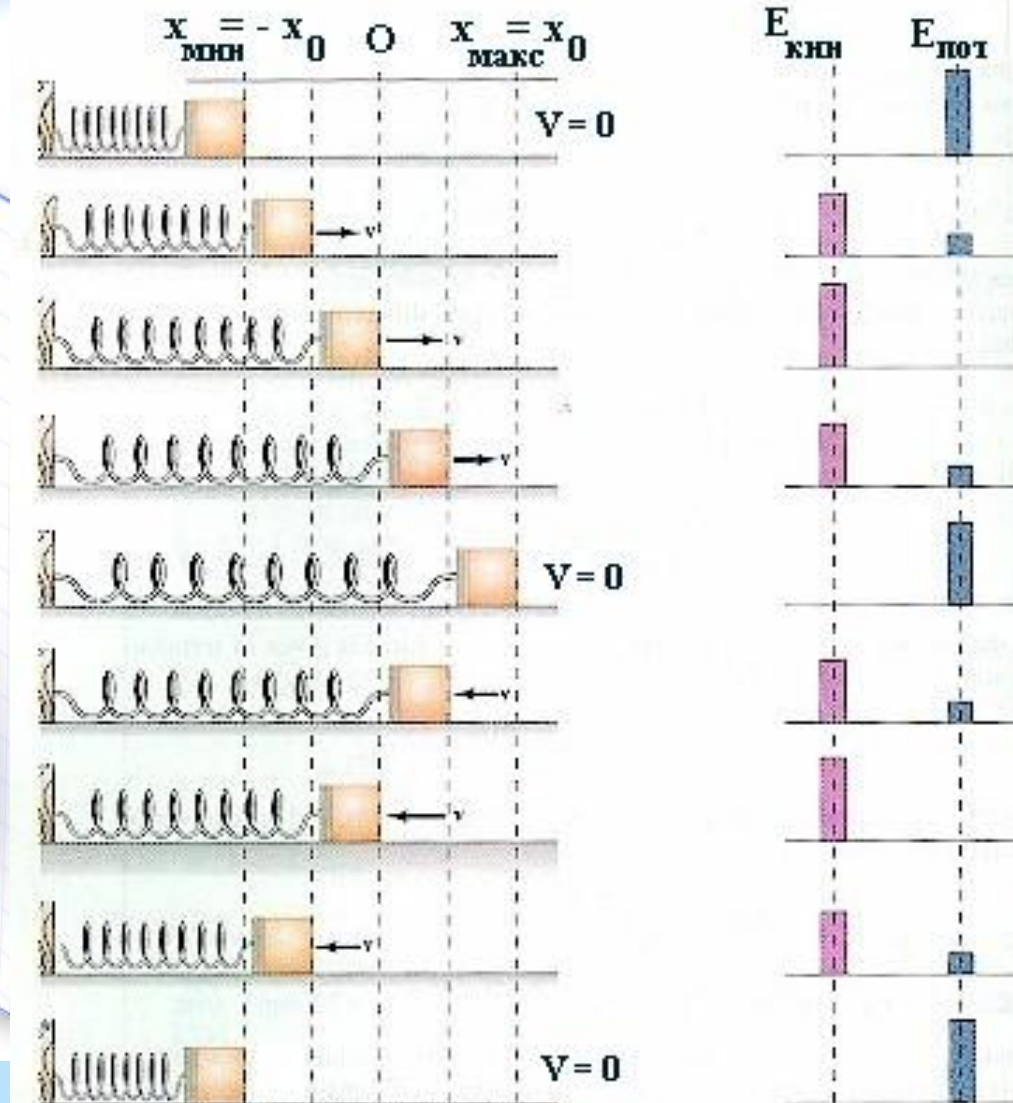 x мин = - x 0 O x макс = x 0 E кин E пот
V = 0
v
v
v
V = 0
v
v
v
V = 0